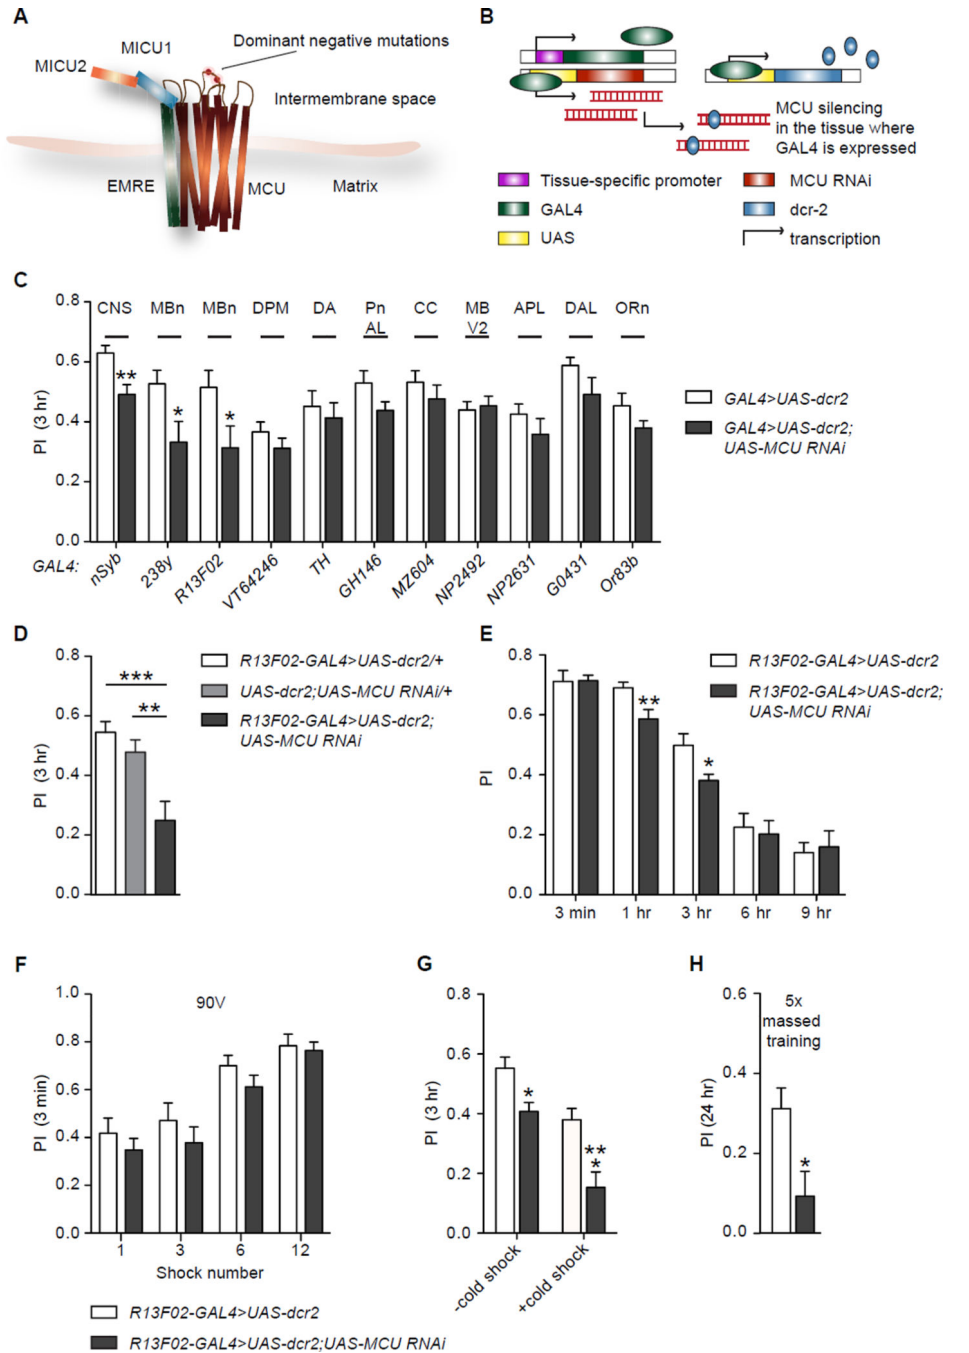 A
Dominant negative mutations
MICU1
MICU2
Intermembrane space
EMRE
MCU
Matrix
B
MCU silencing
in the tissue where
GAL4 is expressed
Tissue-specific promoter
MCU RNAi
GAL4
dcr-2
UAS
transcription
C
PI (3 hr)
0.8
0.6
0.4
0.2
0.0
CNS
MBn
MBn
DPM
DA
Pn
AL
CC
MB
V2
APL
DAL
ORn
**
*
*
GAL4>UAS-dcr2
GAL4>UAS-dcr2;
UAS-MCU RNAi
GAL4:
nSyb
238y
R13F02
VT64246
TH
GH146
MZ604
NP2492
NP2631
G0431
Or83b
D
PI (3 hr)
0.8
0.6
0.4
0.2
0.0
***
**
R13F02-GAL4>UAS-dcr2/+
UAS-dcr2;UAS-MCU RNAi/+
R13F02-GAL4>UAS-dcr2;
UAS-MCU RNAi
E
PI
0.8
0.6
0.4
0.2
0.0
**
*
R13F02-GAL4>UAS-dcr2
R13F02-GAL4>UAS-dcr2;
UAS-MCU RNAi
3 min
1 hr
3 hr
6 hr
9 hr
F
PI (3 min)
1.0
0.8
0.6
0.4
0.2
0.0
90V
1
3
6
12
Shock number
R13F02-GAL4>UAS-dcr2
R13F02-GAL4>UAS-dcr2;UAS-MCU RNAi
G
PI (3 hr)
0.8
0.6
0.4
0.2
0.0
*
**
*
-cold shock
+cold shock
H
PI (24 hr)
0.6
0.4
0.2
0.0
5x
massed
training
*